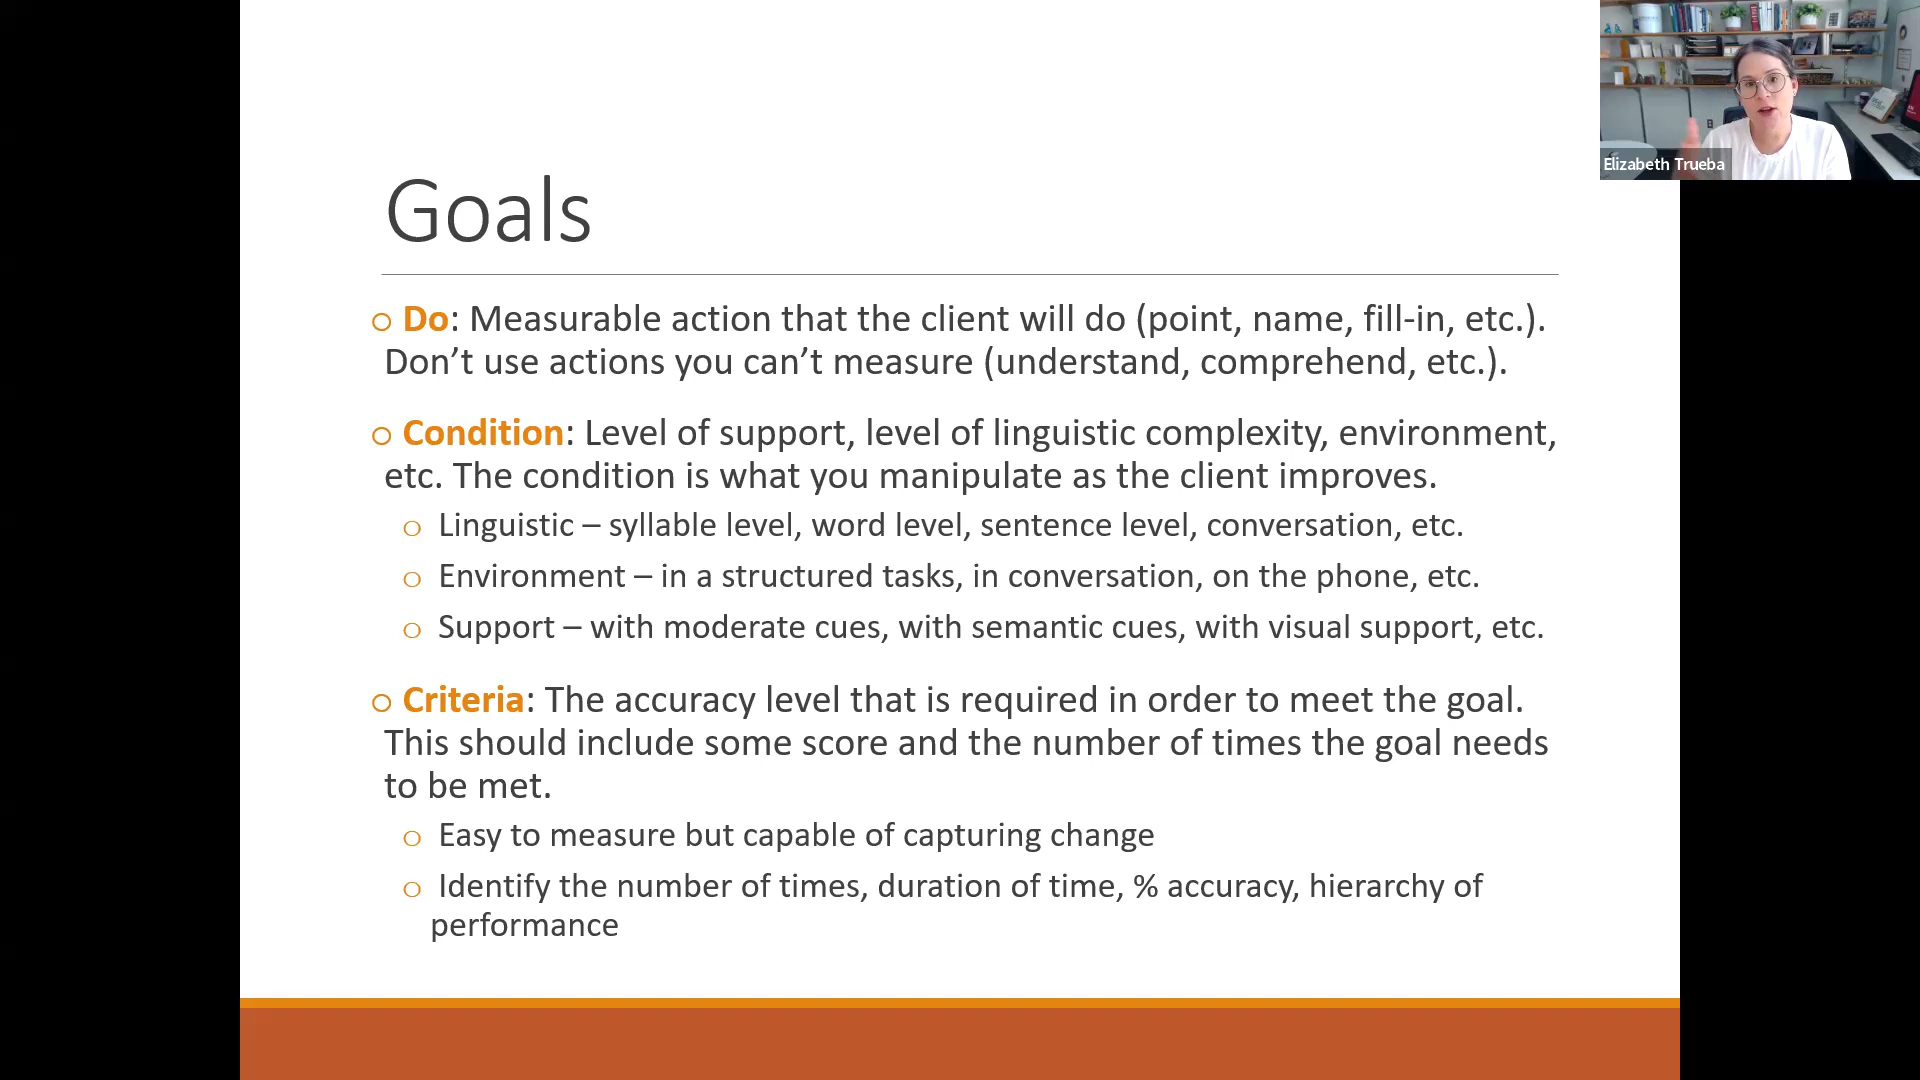 Elizabeth Trueba
Goals
o Do: Measurable action that the client will do (point, name, fill-in, etc.).
Don’t use actions you can’t measure (understand, comprehend, etc.).
o Condition: Level of support, level of linguistic complexity, environment,
etc. The condition is what you manipulate as the client improves.
o Linguistic – syllable level, word level, sentence level, conversation, etc.
o Environment – in a structured tasks, in conversation, on the phone, etc.
o Support – with moderate cues, with semantic cues, with visual support, etc.
o Criteria: The accuracy level that is required in order to meet the goal.
This should include some score and the number of times the goal needs
to be met.
o Easy to measure but capable of capturing change
o Identify the number of times, duration of time, % accuracy, hierarchy of
performance